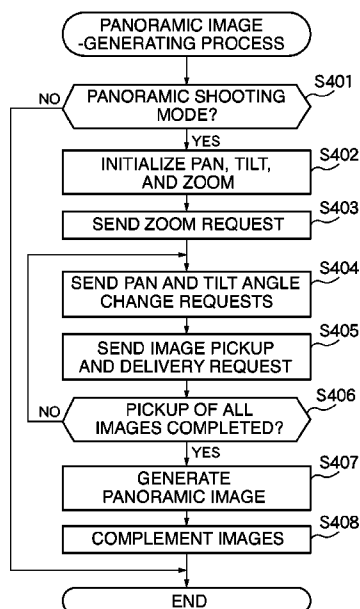 PANORAMIC IMAGE
-GENERATING PROCESS
S401
PANORAMIC SHOOTING
MODE?
NO
YES
S402
INITIALIZE PAN, TILT,
AND ZOOM
S403
SEND ZOOM REQUEST
S404
SEND PAN AND TILT ANGLE
CHANGE REQUESTS
S405
SEND IMAGE PICKUP
AND DELIVERY REQUEST
S406
PICKUP OF ALL
IMAGES COMPLETED?
NO
YES
S407
GENERATE
PANORAMIC IMAGE
S408
COMPLEMENT IMAGES
END